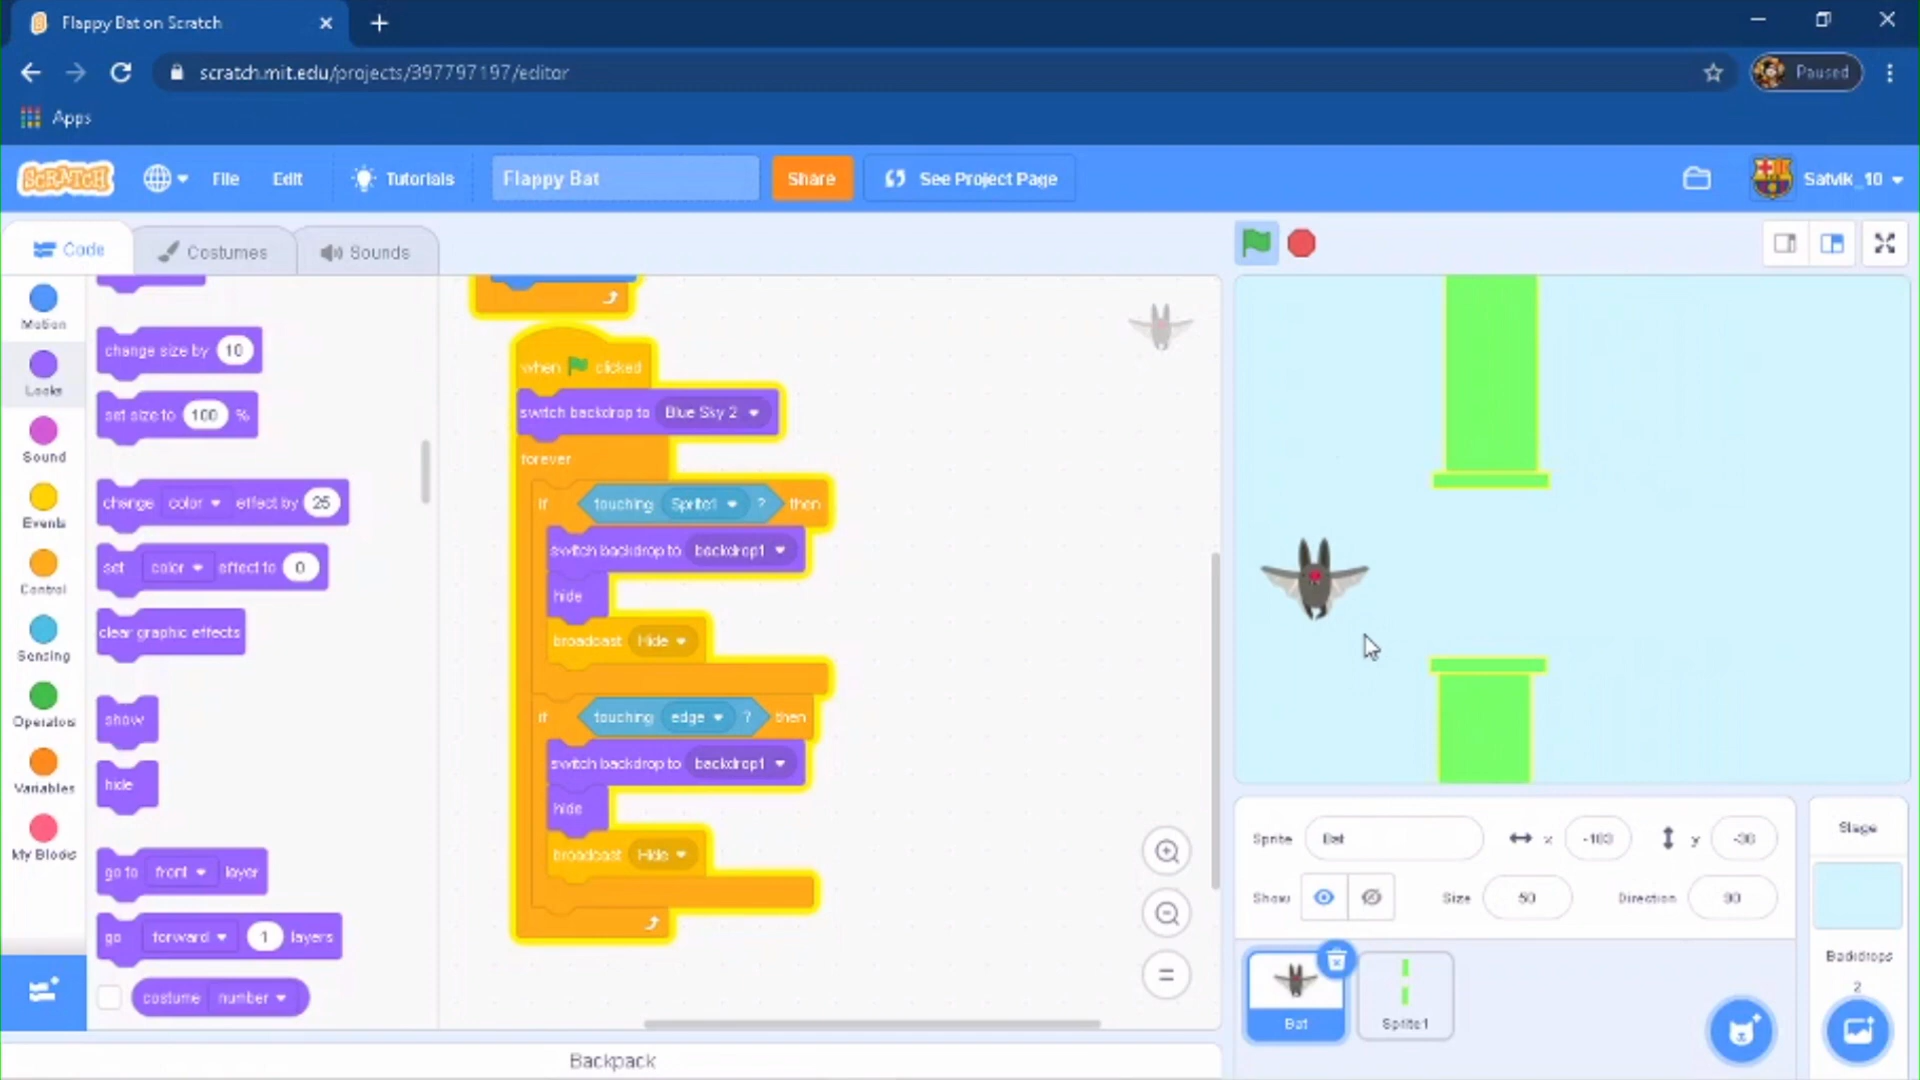 Flappy Bat on Scratch
scratch.mit.edu/projects/397797197/editor
Paused
Apps
SCRATCH
File
Edit
Tutorials
Flappy Bat
Share
See Project Page
Satvik_10
Code
Costumes
Sounds
Motion
Looks
Sound
Events
Control
Sensing
Operators
Variables
My Blocks
change size by 10
set size to 100 %
change color effect by 25
set color effect to 0
clear graphic effects
show
hide
go to front layer
go forward 1 layers
costume number
when clicked
switch backdrop to Blue Sky 2
forever
if touching Sprite1 ? then
switch backdrop to backdrop1
hide
broadcast Hide
if touching edge ? then
switch backdrop to backdrop1
hide
broadcast Hide
Backpack
Sprite Bat x -183 y -36
Show Size 50 Direction 90
Bat
Sprite1
Stage
Backdrops
2